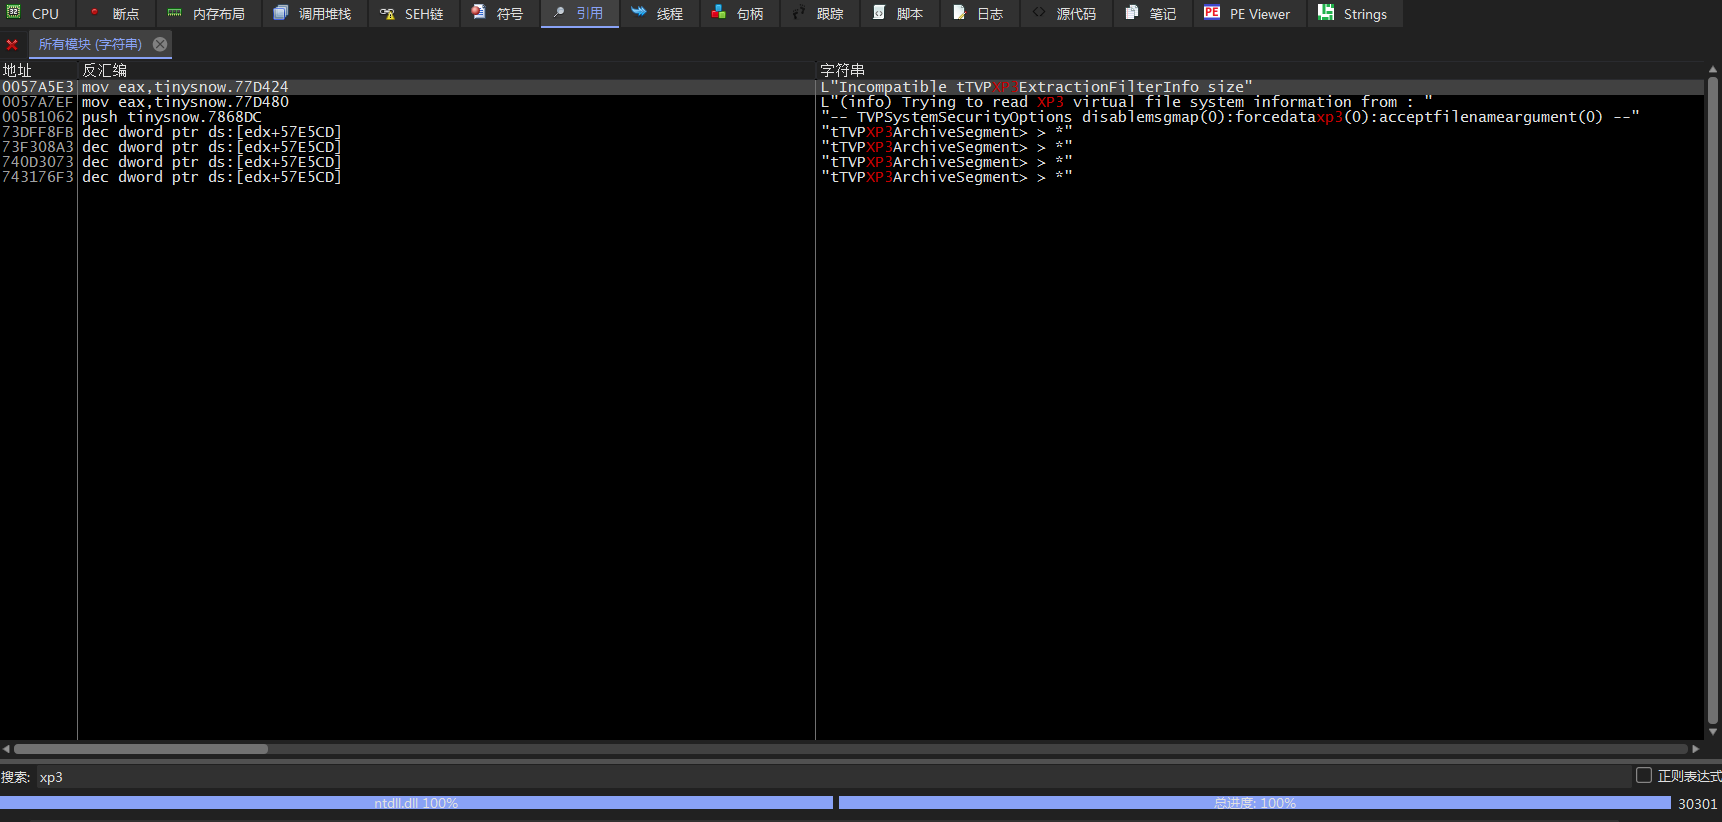 CPU 断点 内存布局 调用堆栈 SEH链 符号 引用 线程 句柄 跟踪 脚本 日志 源代码 笔记 PE Viewer Strings
所有模块 (字符串)
地址 反汇编 字符串
0057A5E3 mov eax,tinysnow.77D424 L"Incompatible tTVPXP3ExtractionFilterInfo size"
0057A7EF mov eax,tinysnow.77D480 L"(info) Trying to read XP3 virtual file system information from : "
005B1062 push tinysnow.7868DC "-- TVPSystemSecurityOptions disablemsgmap(0):forcedataxp3(0):acceptfilenameargument(0) --"
73DFF8FB dec dword ptr ds:[edx+57E5CD] "tTVPXP3ArchiveSegment> > *"
73F308A3 dec dword ptr ds:[edx+57E5CD] "tTVPXP3ArchiveSegment> > *"
740D3073 dec dword ptr ds:[edx+57E5CD] "tTVPXP3ArchiveSegment> > *"
743176F3 dec dword ptr ds:[edx+57E5CD] "tTVPXP3ArchiveSegment> > *"
搜索: xp3 正则表达式
ntdll.dll 100% 总进度: 100% 30301